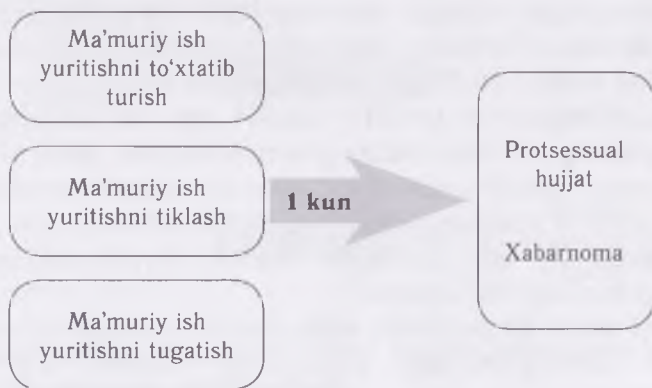 Ma'muriy ish
yuritishni to‘xtatib
turish
Ma'muriy ish
yuritishni tiklash
Ma'muriy ish
yuritishni tugatish
1 kun
Protsessual
hujjat
Xabarnoma